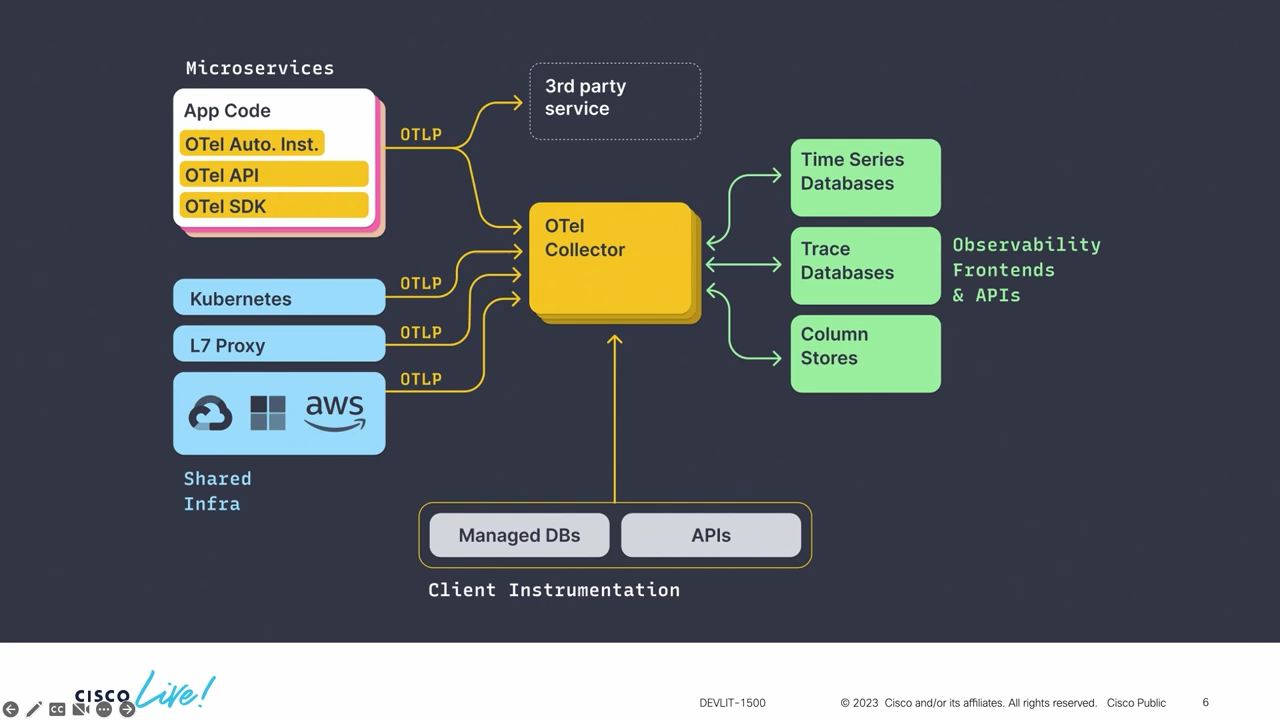 Microservices
App Code
OTel Auto. Inst.
OTel API
OTel SDK
OTLP
3rd party
service
OTel
Collector
Time Series
Databases
Trace
Databases
Column
Stores
Observability
Frontends
& APIs
Kubernetes
OTLP
L7 Proxy
OTLP
aws
OTLP
Shared
Infra
Managed DBs
APIs
Client Instrumentation
CISCO Live!
CC
DEVLIT-1500
© 2023 Cisco and/or its affiliates. All rights reserved. Cisco Public
6